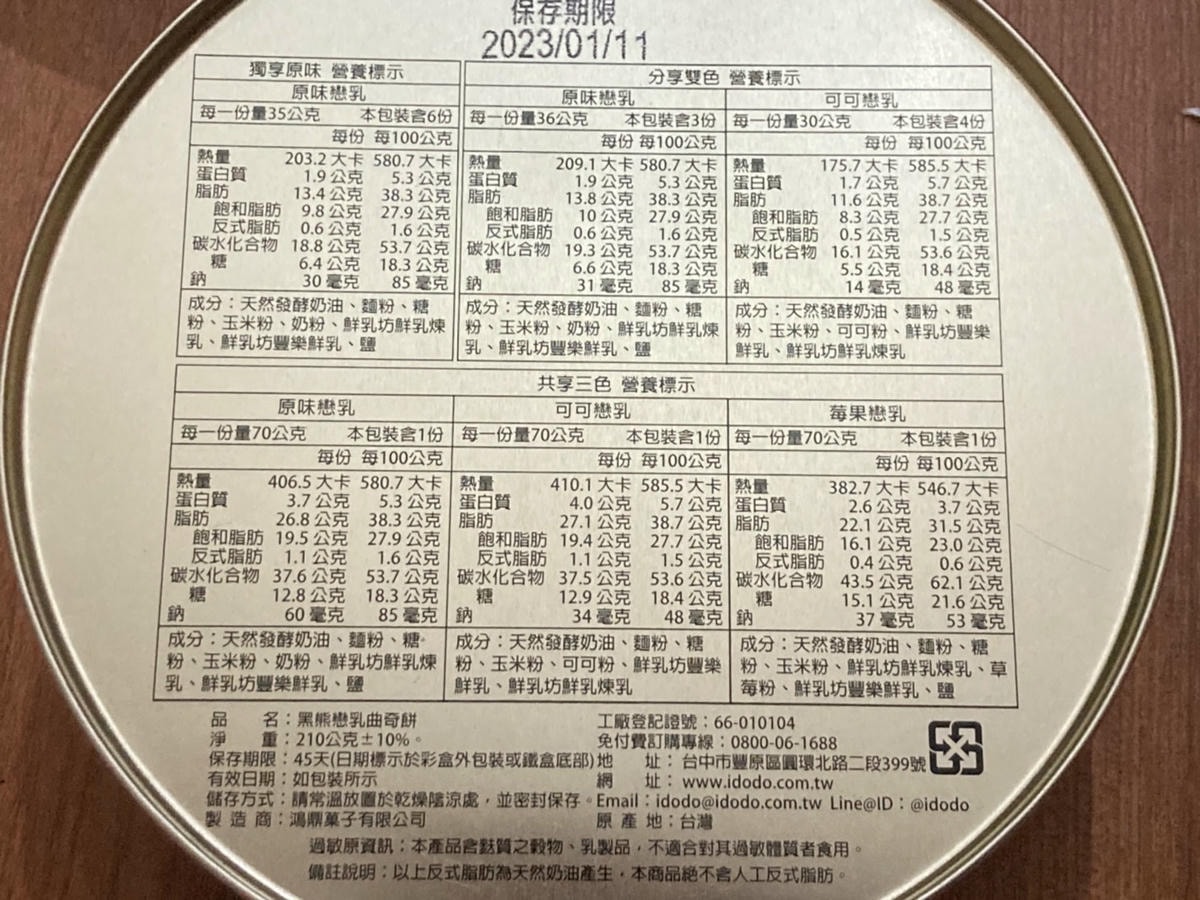 保存期限
2023/01/11
獨享原味 營養標示
原味戀乳
每一份量35公克 本包裝含6份
每份 每100公克
熱量 203.2 大卡 580.7 大卡
蛋白質 1.9 公克 5.3 公克
脂肪 13.4 公克 38.3 公克
飽和脂肪 9.8 公克 27.9 公克
反式脂肪 0.6 公克 1.6 公克
碳水化合物 18.8 公克 53.7 公克
糖 6.4 公克 18.3 公克
鈉 30 毫克 85 毫克
成分：天然發酵奶油、麵粉、糖
粉、玉米粉、奶粉、鮮乳坊鮮乳煉
乳、鮮乳坊豐樂鮮乳、鹽
分享雙色 營養標示
原味戀乳
每一份量36公克 本包裝含3份
每份 每100公克
熱量 209.1 大卡 580.7 大卡
蛋白質 1.9 公克 5.3 公克
脂肪 13.8 公克 38.3 公克
飽和脂肪 10 公克 27.9 公克
反式脂肪 0.6 公克 1.6 公克
碳水化合物 19.3 公克 53.7 公克
糖 6.6 公克 18.3 公克
鈉 31 毫克 85 毫克
成分：天然發酵奶油、麵粉、糖
粉、玉米粉、奶粉、鮮乳坊鮮乳煉
乳、鮮乳坊豐樂鮮乳、鹽
可可戀乳
每一份量30公克 本包裝含4份
每份 每100公克
熱量 175.7 大卡 585.5 大卡
蛋白質 1.7 公克 5.7 公克
脂肪 11.6 公克 38.7 公克
飽和脂肪 8.3 公克 27.7 公克
反式脂肪 0.5 公克 1.5 公克
碳水化合物 16.1 公克 53.6 公克
糖 5.5 公克 18.4 公克
鈉 14 毫克 48 毫克
成分：天然發酵奶油、麵粉、糖
粉、玉米粉、可可粉、鮮乳坊豐樂
鮮乳、鮮乳坊鮮乳煉乳
共享三色 營養標示
原味戀乳
每一份量70公克 本包裝含1份
每份 每100公克
熱量 406.5 大卡 580.7 大卡
蛋白質 3.7 公克 5.3 公克
脂肪 26.8 公克 38.3 公克
飽和脂肪 19.5 公克 27.9 公克
反式脂肪 1.1 公克 1.6 公克
碳水化合物 37.6 公克 53.7 公克
糖 12.8 公克 18.3 公克
鈉 60 毫克 85 毫克
成分：天然發酵奶油、麵粉、糖
粉、玉米粉、奶粉、鮮乳坊鮮乳煉
乳、鮮乳坊豐樂鮮乳、鹽
可可戀乳
每一份量70公克 本包裝含1份
每份 每100公克
熱量 410.1 大卡 585.5 大卡
蛋白質 4.0 公克 5.7 公克
脂肪 27.1 公克 38.7 公克
飽和脂肪 19.4 公克 27.7 公克
反式脂肪 1.1 公克 1.5 公克
碳水化合物 37.5 公克 53.6 公克
糖 12.9 公克 18.4 公克
鈉 34 毫克 48 毫克
成分：天然發酵奶油、麵粉、糖
粉、玉米粉、可可粉、鮮乳坊豐樂
鮮乳、鮮乳坊鮮乳煉乳
莓果戀乳
每一份量70公克 本包裝含1份
每份 每100公克
熱量 382.7 大卡 546.7 大卡
蛋白質 2.6 公克 3.7 公克
脂肪 22.1 公克 31.5 公克
飽和脂肪 16.1 公克 23.0 公克
反式脂肪 0.4 公克 0.6 公克
碳水化合物 43.5 公克 62.1 公克
糖 15.1 公克 21.6 公克
鈉 37 毫克 53 毫克
成分：天然發酵奶油、麵粉、糖
粉、玉米粉、鮮乳坊鮮乳煉乳、草
莓粉、鮮乳坊豐樂鮮乳、鹽
品 名：黑熊戀乳曲奇餅
淨 重：210公克±10%。
保存期限：45天(日期標示於彩盒外包裝或鐵盒底部)
有效日期：如包裝所示
儲存方式：請常溫放置於乾燥陰涼處，並密封保存。
製 造 商：鴻鼎菓子有限公司
工廠登記證號：66-010104
免付費訂購專線：0800-06-1688
地 址：台中市豐原區圓環北路二段399號
網 址：www.idodo.com.tw
Email：idodo@idodo.com.tw Line@ID：@idodo
原 產 地：台灣
過敏原資訊：本產品含麩質之穀物、乳製品，不適合對其過敏體質者食用。
備註說明：以上反式脂肪為天然奶油產生，本商品絕不含人工反式脂肪。